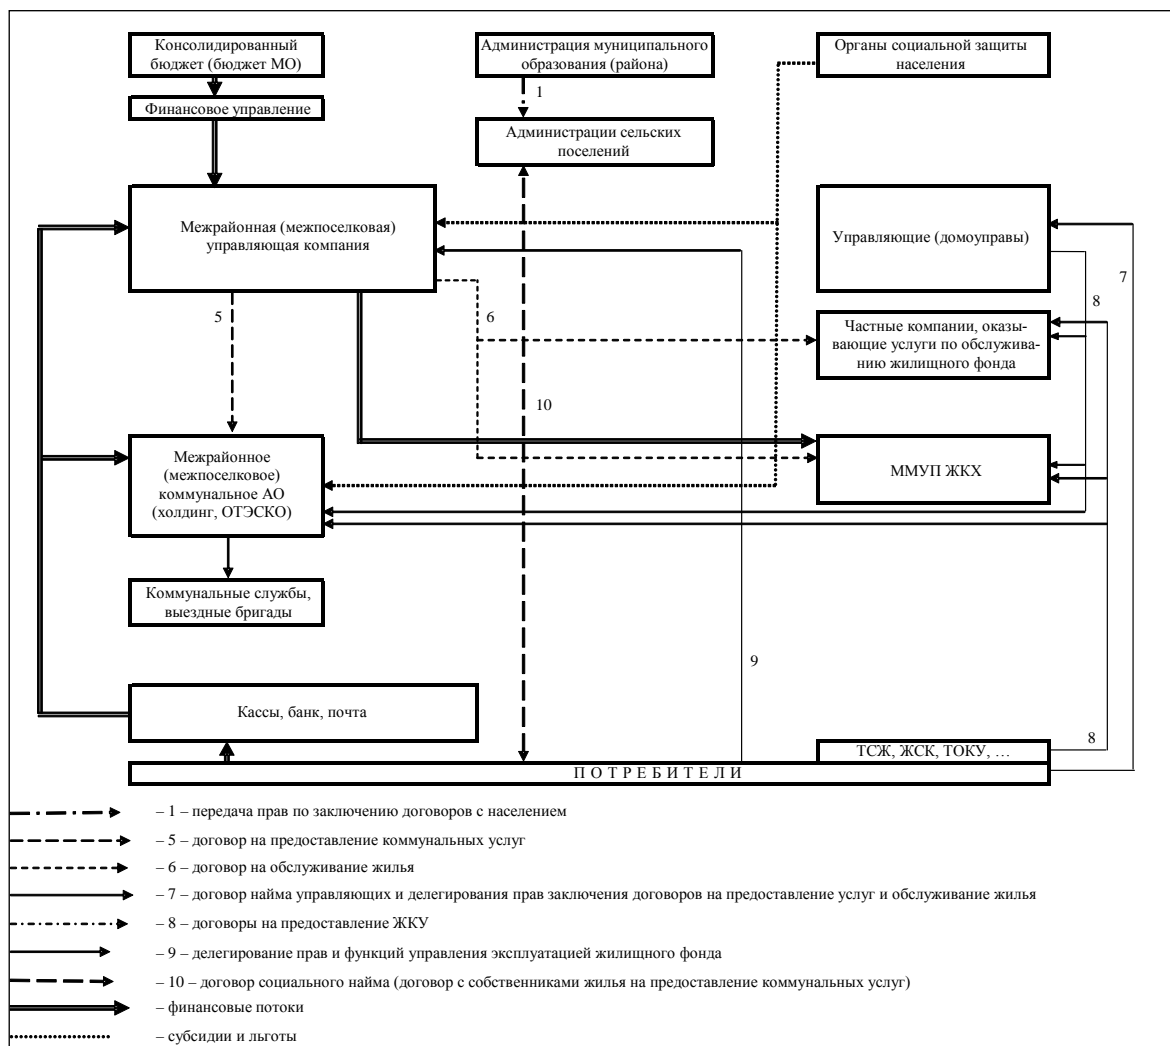 Консолидированный
бюджет (бюджет МО)
Администрация муниципального
образования (района)
Органы социальной защиты
населения
1
Финансовое управление
Администрации сельских
поселений
Межрайонная (межпоселковая)
управляющая компания
Управляющие (домоуправы)
7
8
5
6
Частные компании, оказы-
вающие услуги по обслужива-
нию жилищного фонда
10
Межрайонное
(межпоселковое)
коммунальное АО
(холдинг, ОТЭСКО)
ММУП ЖКХ
Коммунальные службы,
выездные бригады
9
Кассы, банк, почта
8
ТСЖ, ЖСК, ТОКУ, …
ПОТРЕБИТЕЛИ
– 1 – передача прав по заключению договоров с населением
– 5 – договор на предоставление коммунальных услуг
– 6 – договор на обслуживание жилья
– 7 – договор найма управляющих и делегирования прав заключения договоров на предоставление услуг и обслуживание жилья
– 8 – договоры на предоставление ЖКУ
– 9 – делегирование прав и функций управления эксплуатацией жилищного фонда
– 10 – договор социального найма (договор с собственниками жилья на предоставление коммунальных услуг)
– финансовые потоки
– субсидии и льготы